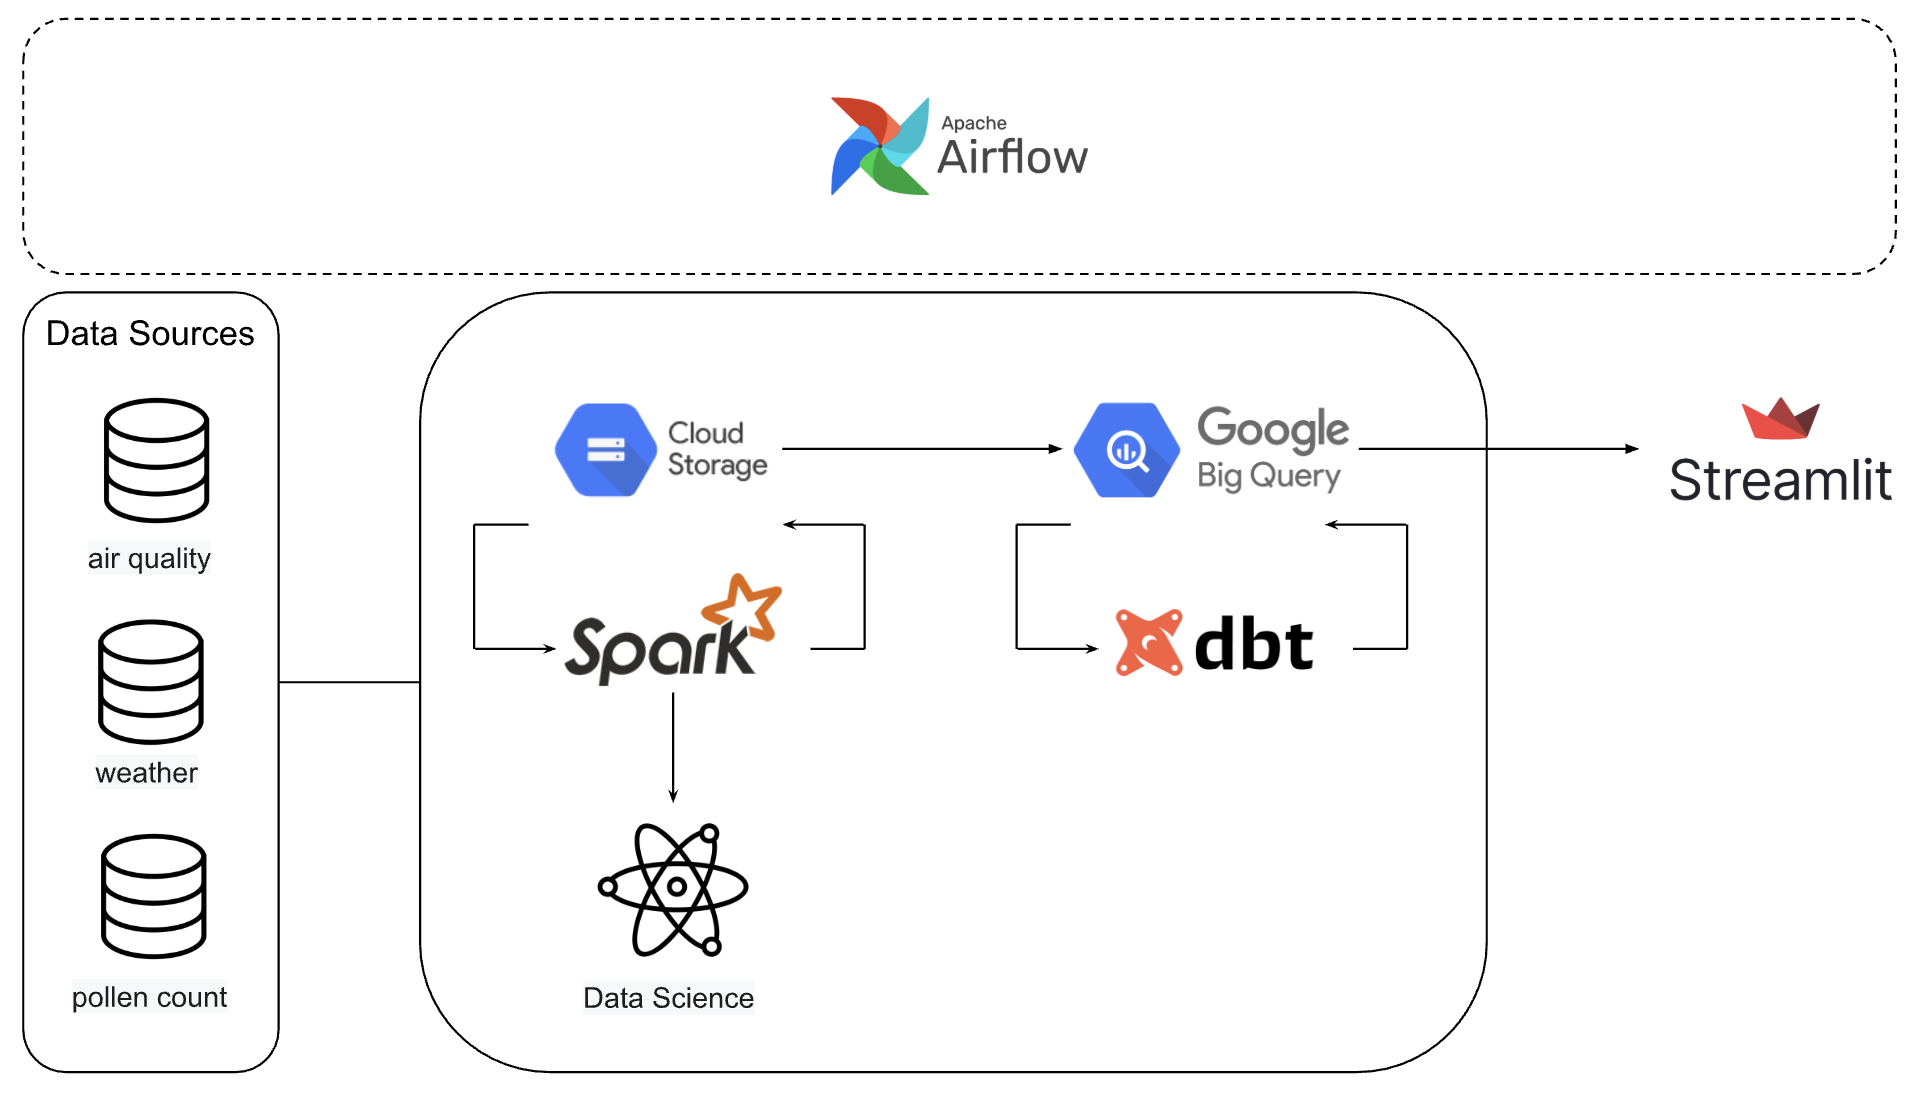 Apache
Airflow
Data Sources
air quality
weather
pollen count
Cloud
Storage
Google
Big Query
Spark
dbt
Data Science
Streamlit